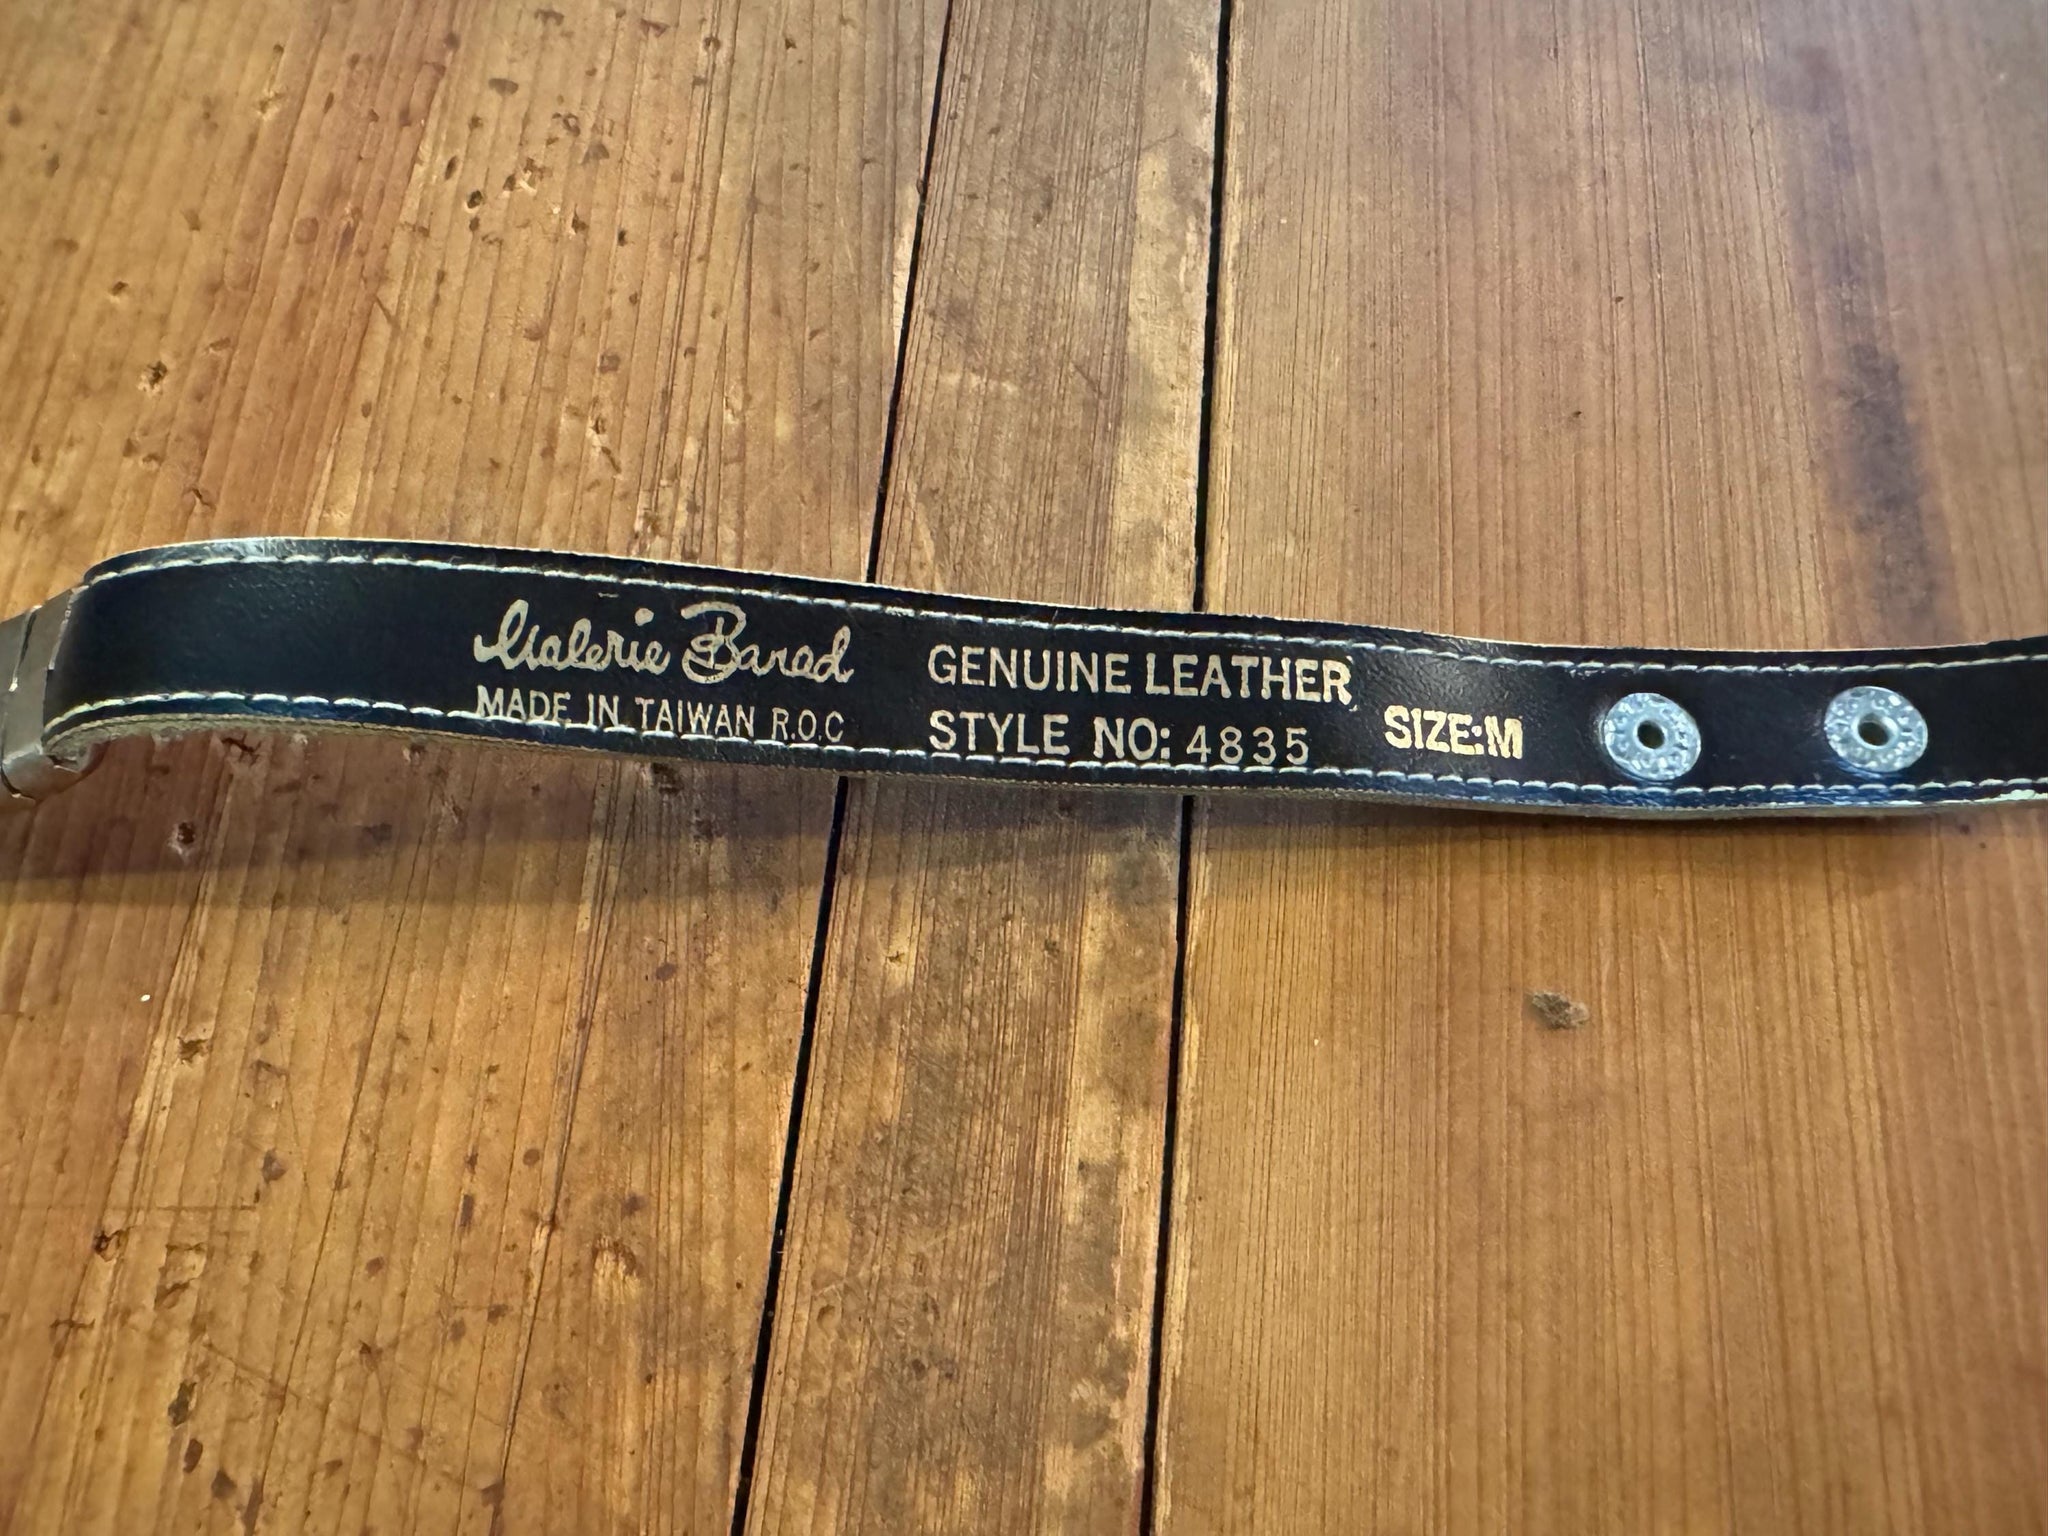 Valerie Barad
MADE IN TAIWAN R.O.C
GENUINE LEATHER
STYLE NO: 4835
SIZE:M